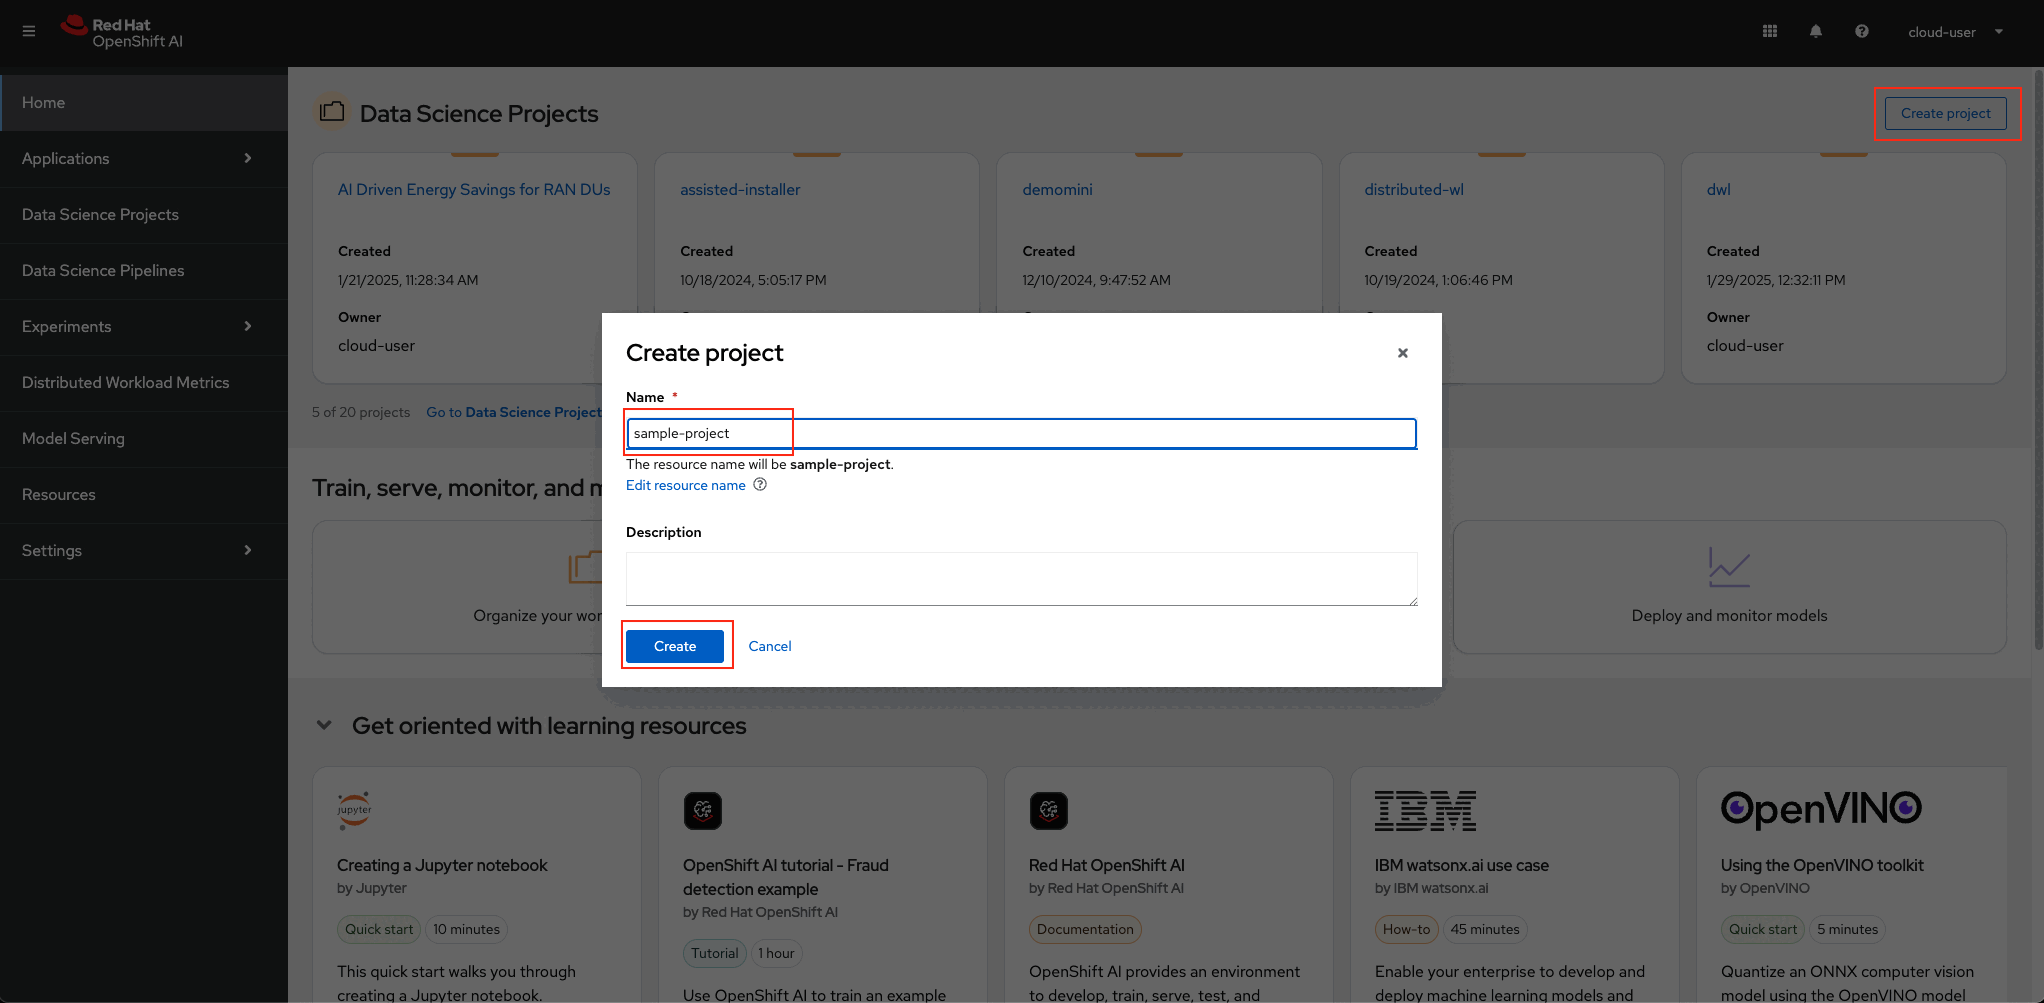 Red Hat
OpenShift AI
cloud-user
Home
Applications
Data Science Projects
Data Science Pipelines
Experiments
Distributed Workload Metrics
Model Serving
Resources
Settings
Data Science Projects
Create project
AI Driven Energy Savings for RAN DUs
Created
1/21/2025, 11:28:34 AM
Owner
cloud-user
assisted-installer
Created
10/18/2024, 5:05:17 PM
demomini
Created
12/10/2024, 9:47:52 AM
distributed-wl
Created
10/19/2024, 1:06:46 PM
dwl
Created
1/29/2025, 12:32:11 PM
Owner
cloud-user
5 of 20 projects Go to Data Science Project
Create project
Name *
sample-project
The resource name will be sample-project.
Edit resource name
Description
Create Cancel
Train, serve, monitor, and
Organize your
Deploy and monitor models
Get oriented with learning resources
jupyter
Creating a Jupyter notebook
by Jupyter
Quick start 10 minutes
This quick start walks you through
creating a Jupyter notebook.
OpenShift AI tutorial - Fraud
detection example
by Red Hat OpenShift AI
Tutorial 1 hour
Use OpenShift AI to train an example
Red Hat OpenShift AI
by Red Hat OpenShift AI
Documentation
OpenShift AI provides an environment
to develop, train, serve, test, and
IBM
IBM watsonx.ai use case
by IBM watsonx.ai
How-to 45 minutes
Enable your enterprise to develop and
deploy machine learning models and
OpenVINO
Using the OpenVINO toolkit
by OpenVINO
Quick start 5 minutes
Quantize an ONNX computer vision
model using the OpenVINO model